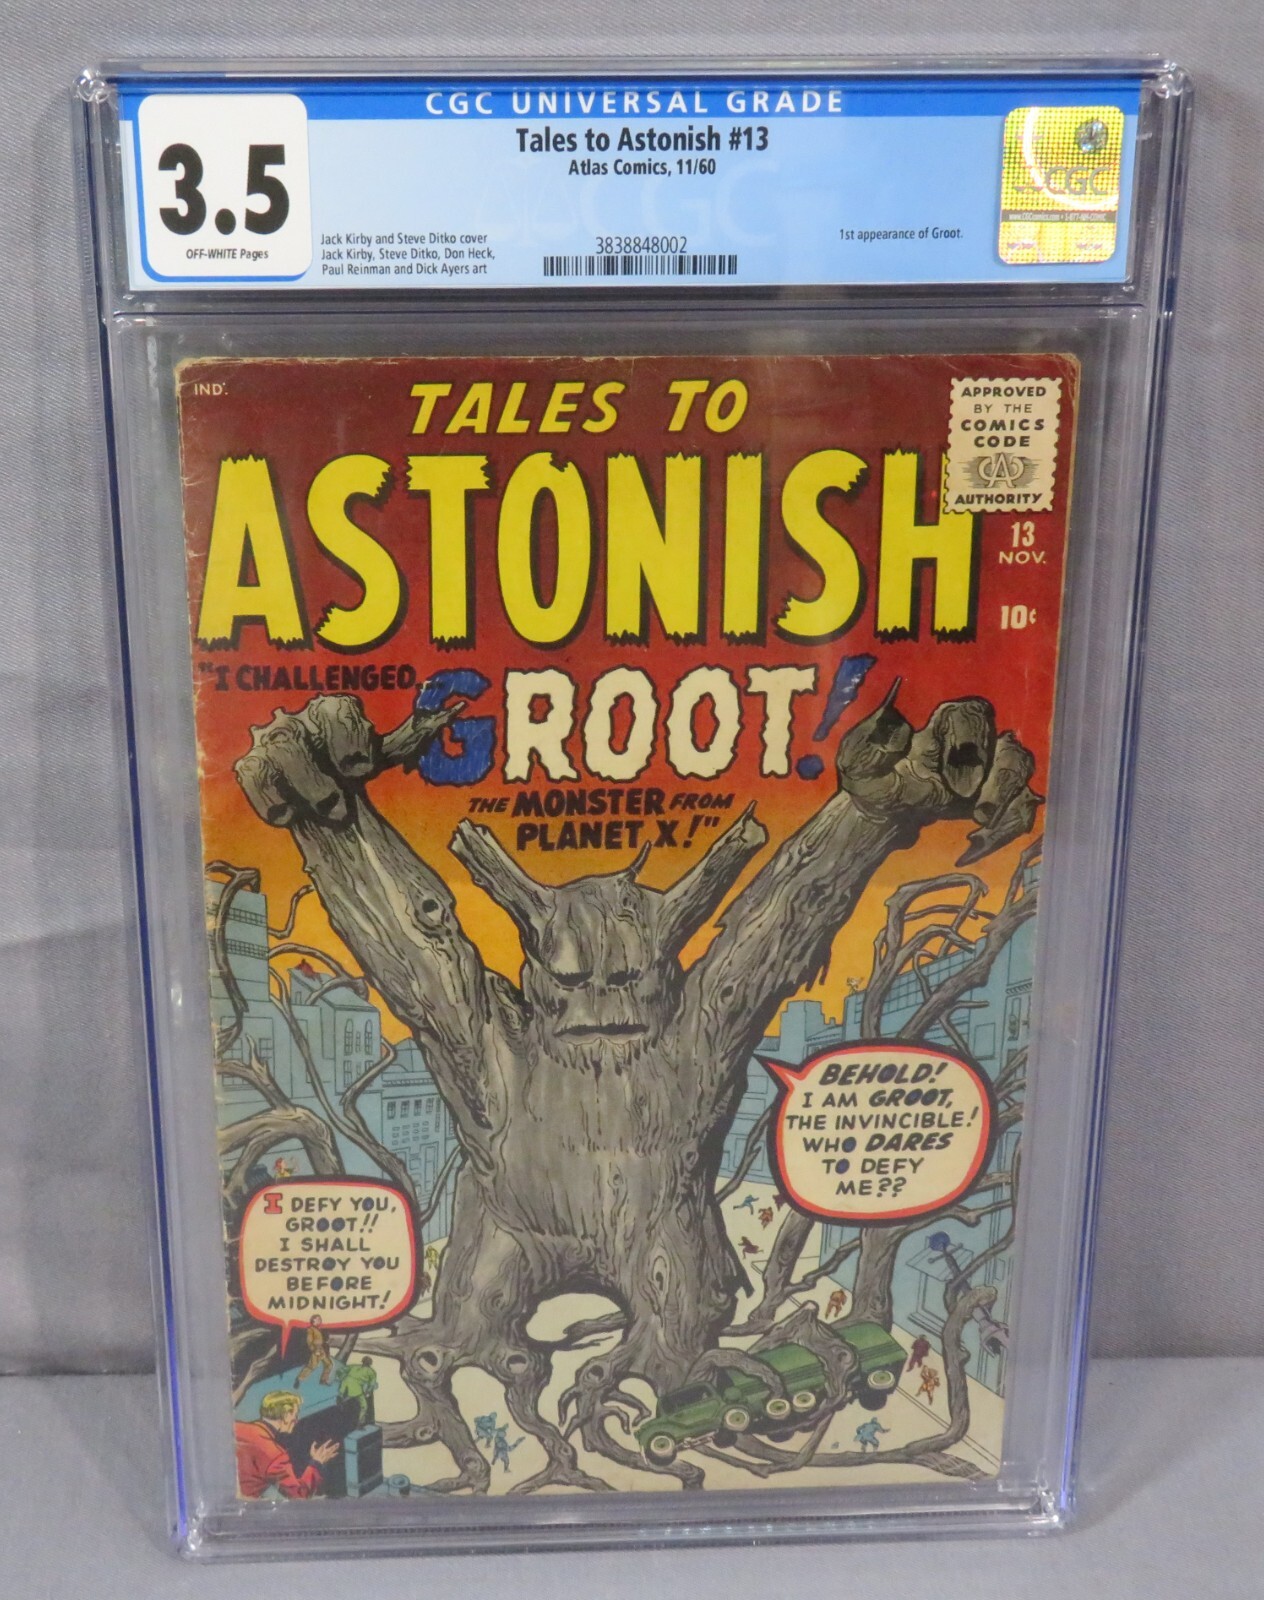 CGC UNIVERSAL GRADE
3.5
OFF-WHITE Pages
Tales to Astonish #13
Atlas Comics, 11/60
Jack Kirby and Steve Ditko cover
Jack Kirby, Steve Ditko, Don Heck,
Paul Reinman and Dick Ayers art
3838848002
1st appearance of Groot.
CGC
IND.
TALES TO
ASTONISH
APPROVED
BY THE
COMICS
CODE
AUTHORITY
13
NOV.
10¢
"I CHALLENGED...
GROOT!
THE MONSTER FROM
PLANET X!"
BEHOLD!
I AM GROOT,
THE INVINCIBLE!
WHO DARES
TO DEFY
ME??
I DEFY YOU,
GROOT!!
I SHALL
DESTROY YOU
BEFORE
MIDNIGHT!